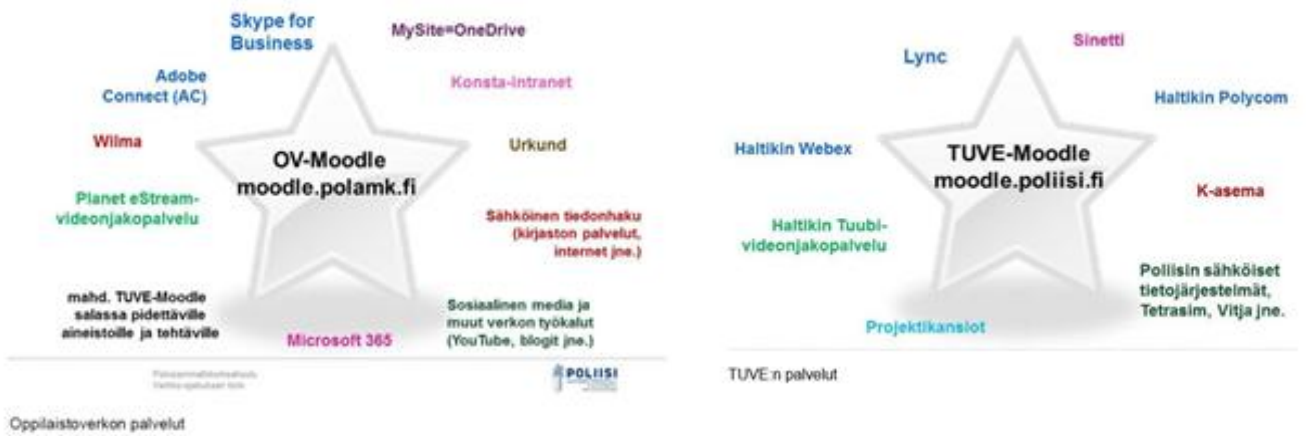 Skype for
Business
MySite=OneDrive
Adobe
Connect (AC)
Konsta-intranet
Wilma
Urkund
OV-Moodle
moodle.polamk.fi
Planet eStream-
videonjakopalvelu
Sähköinen tiedonhaku
(kirjaston palvelut,
internet jne.)
mahd. TUVE-Moodle
salassa pidettäville
aineistoille ja tehtäville
Sosiaalinen media ja
muut verkon työkalut
(YouTube, blogit jne.)
Microsoft 365
POLIISI
Oppilaistoverkon palvelut
Lync
Sinetti
Haltikin Polycom
Haltikin Webex
TUVE-Moodle
moodle.poliisi.fi
K-asema
Haltikin Tuubi-
videonjakopalvelu
Poliisin sähköiset
tietojärjestelmät,
Tetrasim, Vitja jne.
Projektikansiot
TUVE:n palvelut